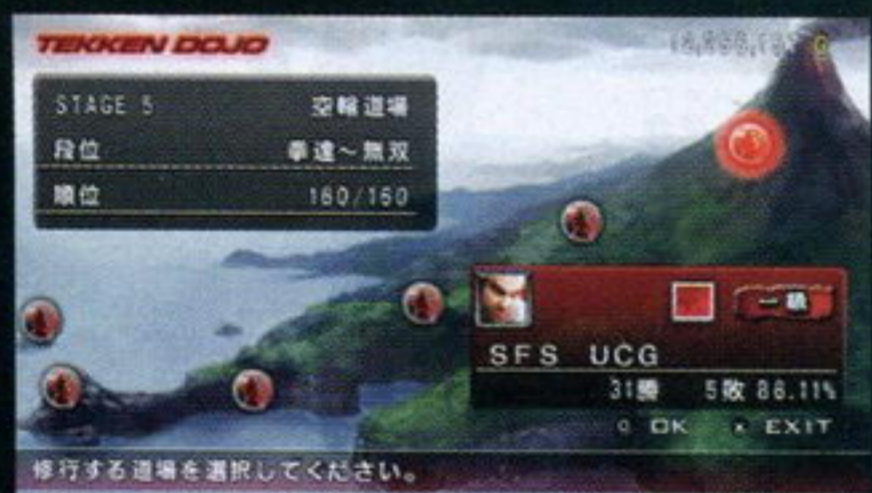 TEKKEN DOJO
STAGE 5 空輪道場
段位 拳達～無双
順位 160/160
一級
SFS UCG
31勝 5敗 86.11%
OK × EXIT
修行する道場を選択してください。